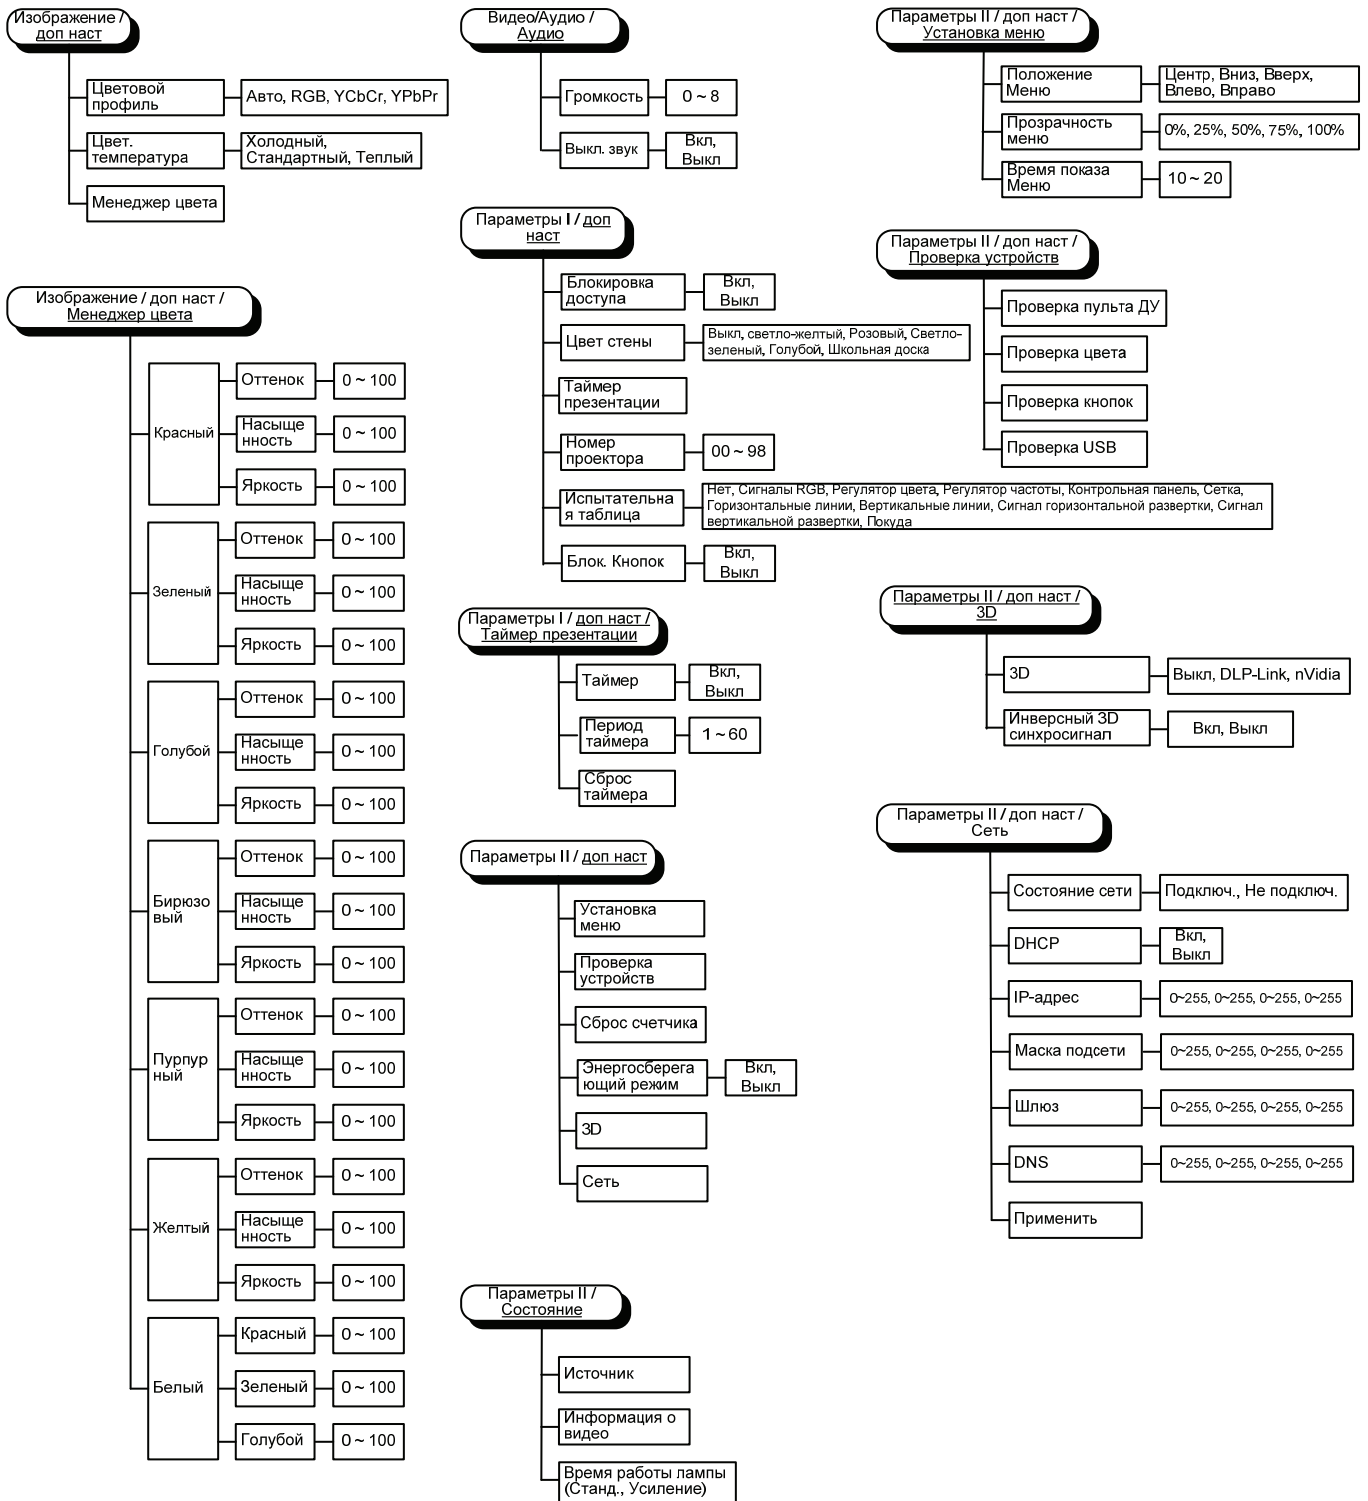 Изображение /
доп наст
Цветовой
профиль
Авто, RGB, YCbCr, YPbPr
Цвет.
температура
Холодный,
Стандартный, Теплый
Менеджер цвета
Изображение / доп наст /
Менеджер цвета
Красный
Оттенок
0 ~ 100
Насыще
нность
0 ~ 100
Яркость
0 ~ 100
Зеленый
Оттенок
0 ~ 100
Насыще
нность
0 ~ 100
Яркость
0 ~ 100
Голубой
Оттенок
0 ~ 100
Насыще
нность
0 ~ 100
Яркость
0 ~ 100
Бирюзо
вый
Оттенок
0 ~ 100
Насыще
нность
0 ~ 100
Яркость
0 ~ 100
Пурпур
ный
Оттенок
0 ~ 100
Насыще
нность
0 ~ 100
Яркость
0 ~ 100
Желтый
Оттенок
0 ~ 100
Насыще
нность
0 ~ 100
Яркость
0 ~ 100
Белый
Красный
0 ~ 100
Зеленый
0 ~ 100
Голубой
0 ~ 100
Видео/Аудио /
Аудио
Громкость
0 ~ 8
Выкл. звук
Вкл,
Выкл
Параметры I / доп
наст
Блокировка
доступа
Вкл,
Выкл
Цвет стены
Выкл, светло-желтый, Розовый, Светло-
зеленый, Голубой, Школьная доска
Таймер
презентации
Номер
проектора
00 ~ 98
Испытательна
я таблица
Нет, Сигналы RGB, Регулятор цвета, Регулятор частоты, Контрольная панель, Сетка,
Горизонтальные линии, Вертикальные линии, Сигнал горизонтальной развертки, Сигнал
вертикальной развертки, Покуда
Блок. Кнопок
Вкл,
Выкл
Параметры I / доп наст /
Таймер презентации
Таймер
Вкл,
Выкл
Период
таймера
1 ~ 60
Сброс
таймера
Параметры II / доп наст
Установка
меню
Проверка
устройств
Сброс счетчика
Энергосберега
ющий режим
Вкл,
Выкл
3D
Сеть
Параметры II /
Состояние
Источник
Информация о
видео
Время работы лампы
(Станд., Усиление)
Параметры II / доп наст /
Установка меню
Положение
Меню
Центр, Вниз, Вверх,
Влево, Вправо
Прозрачность
меню
0%, 25%, 50%, 75%, 100%
Время показа
Меню
10 ~ 20
Параметры II / доп наст /
Проверка устройств
Проверка пульта ДУ
Проверка цвета
Проверка кнопок
Проверка USB
Параметры II / доп наст /
3D
3D
Выкл, DLP-Link, nVidia
Инверсный 3D
синхросигнал
Вкл, Выкл
Параметры II / доп наст /
Сеть
Состояние сети
Подключ., Не подключ.
DHCP
Вкл,
Выкл
IP-адрес
0~255, 0~255, 0~255, 0~255
Маска подсети
0~255, 0~255, 0~255, 0~255
Шлюз
0~255, 0~255, 0~255, 0~255
DNS
0~255, 0~255, 0~255, 0~255
Применить